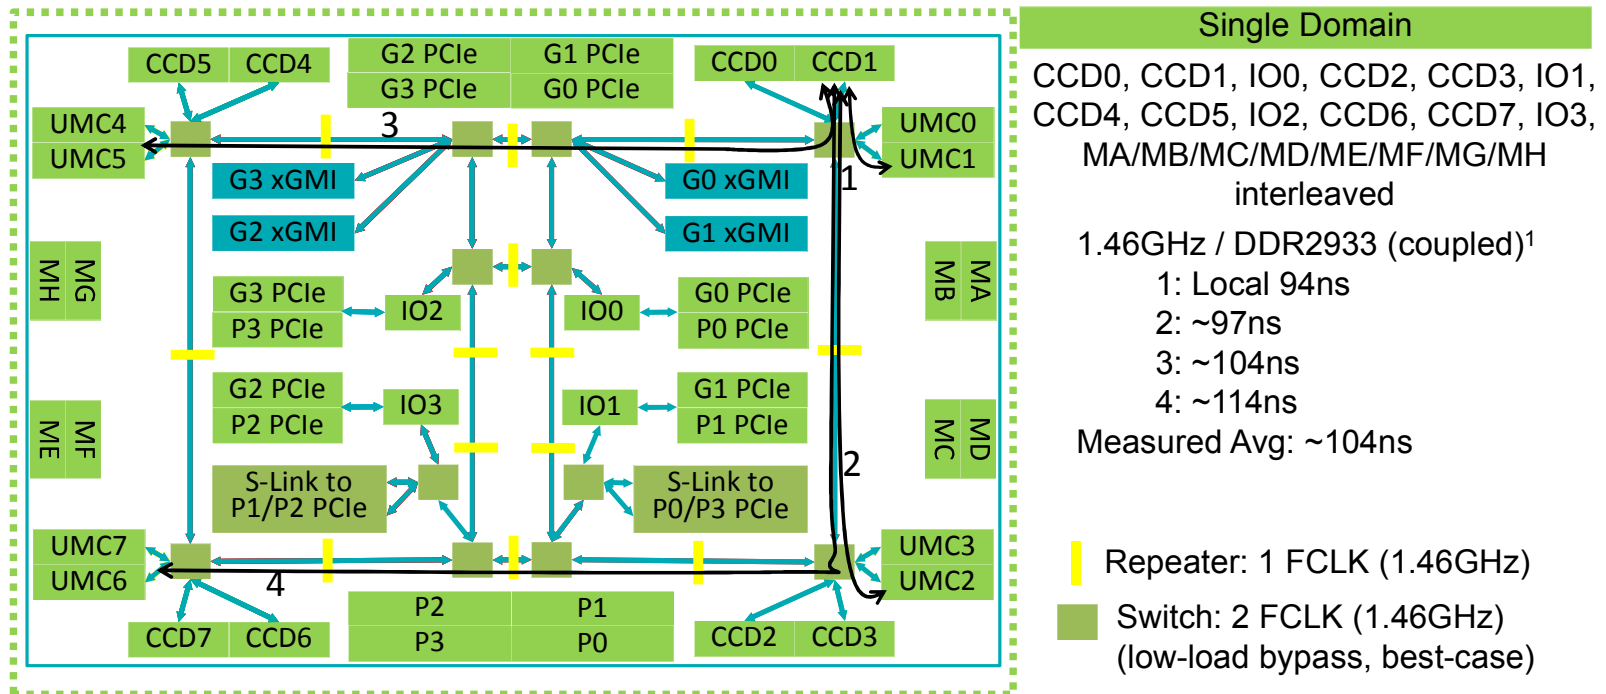 CCD5 CCD4
G2 PCIe G1 PCIe
G3 PCIe G0 PCIe
CCD0 CCD1
UMC4
UMC5
3
UMC0
UMC1
1
G3 xGMI
G2 xGMI
G0 xGMI
G1 xGMI
MH MG
MB MA
G3 PCIe
P3 PCIe
IO2
IO0
G0 PCIe
P0 PCIe
G2 PCIe
P2 PCIe
IO3
IO1
G1 PCIe
P1 PCIe
ME MF
MC MD
S-Link to
P1/P2 PCIe
S-Link to
P0/P3 PCIe
2
UMC7
UMC6
4
UMC3
UMC2
CCD7 CCD6
P2 P1
P3 P0
CCD2 CCD3
Single Domain
CCD0, CCD1, IO0, CCD2, CCD3, IO1,
CCD4, CCD5, IO2, CCD6, CCD7, IO3,
MA/MB/MC/MD/ME/MF/MG/MH
interleaved
1.46GHz / DDR2933 (coupled)¹
1: Local 94ns
2: ~97ns
3: ~104ns
4: ~114ns
Measured Avg: ~104ns
Repeater: 1 FCLK (1.46GHz)
Switch: 2 FCLK (1.46GHz)
(low-load bypass, best-case)